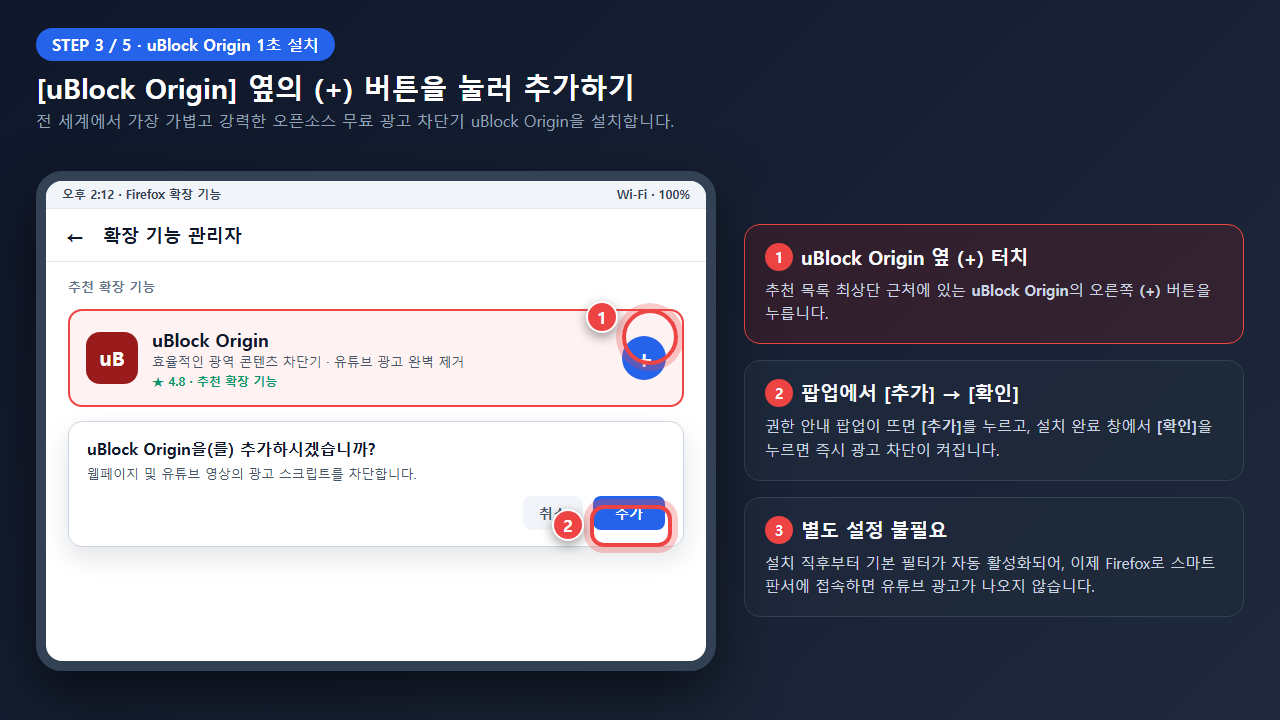 STEP 3 / 5 · uBlock Origin 1초 설치
[uBlock Origin] 옆의 (+) 버튼을 눌러 추가하기
전 세계에서 가장 가볍고 강력한 오픈소스 무료 광고 차단기 uBlock Origin을 설치합니다.
오후 2:12 · Firefox 확장 기능
Wi-Fi · 100%
← 확장 기능 관리자
추천 확장 기능
1
uB
uBlock Origin
효율적인 광역 콘텐츠 차단기 · 유튜브 광고 완벽 제거
★ 4.8 · 추천 확장 기능
+
uBlock Origin을(를) 추가하시겠습니까?
웹페이지 및 유튜브 영상의 광고 스크립트를 차단합니다.
추가
2
1 uBlock Origin 옆 (+) 터치
추천 목록 최상단 근처에 있는 uBlock Origin의 오른쪽 (+) 버튼을
누릅니다.
2 팝업에서 [추가] → [확인]
권한 안내 팝업이 뜨면 [추가]를 누르고, 설치 완료 창에서 [확인]을
누르면 즉시 광고 차단이 켜집니다.
3 별도 설정 불필요
설치 직후부터 기본 필터가 자동 활성화되어, 이제 Firefox로 스마트
판서에 접속하면 유튜브 광고가 나오지 않습니다.